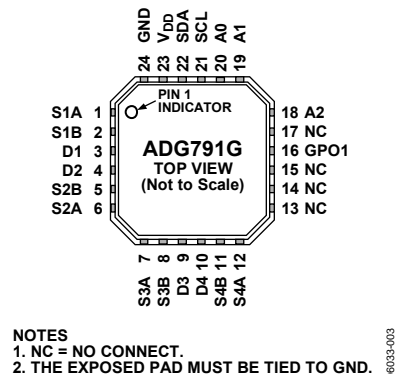 GND
VDD
SDA
SCL
A0
A1
24
23
22
21
20
19
PIN 1
INDICATOR
S1A 1
S1B 2
D1 3
D2 4
S2B 5
S2A 6
ADG791G
TOP VIEW
(Not to Scale)
18 A2
17 NC
16 GPO1
15 NC
14 NC
13 NC
S3A 7
S3B 8
D3 9
D4 10
S4B 11
S4A 12
NOTES
1. NC = NO CONNECT.
2. THE EXPOSED PAD MUST BE TIED TO GND.
6033-003